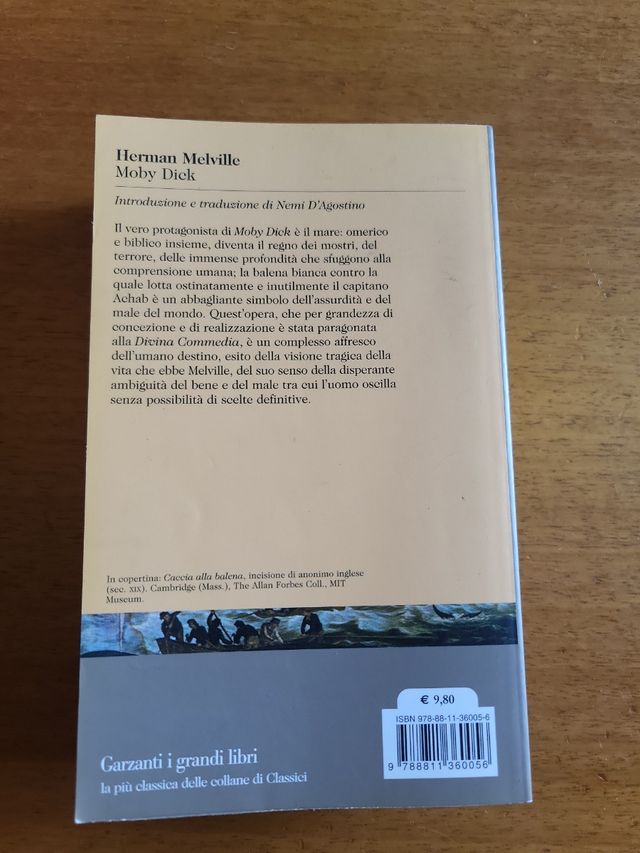 Herman Melville
Moby Dick
Introduzione e traduzione di Nemi D'Agostino
Il vero protagonista di Moby Dick è il mare: omerico
e biblico insieme, diventa il regno dei mostri, del
terrore, delle immense profondità che sfuggono alla
comprensione umana; la balena bianca contro la
quale lotta ostinatamente e inutilmente il capitano
Achab è un abbagliante simbolo dell'assurdità e del
male del mondo. Quest'opera, che per grandezza di
concezione e di realizzazione è stata paragonata
alla Divina Commedia, è un complesso affresco
dell'umano destino, esito della visione tragica della
vita che ebbe Melville, del suo senso della disperante
ambiguità del bene e del male tra cui l'uomo oscilla
senza possibilità di scelte definitive.
In copertina: Caccia alla balena, incisione di anonimo inglese
(sec. XIX). Cambridge (Mass.), The Allan Forbes Coll., MIT
Museum.
€ 9,80
ISBN 978-88-11-36005-6
9 788811 360056
Garzanti i grandi libri
la più classica delle collane di Classici